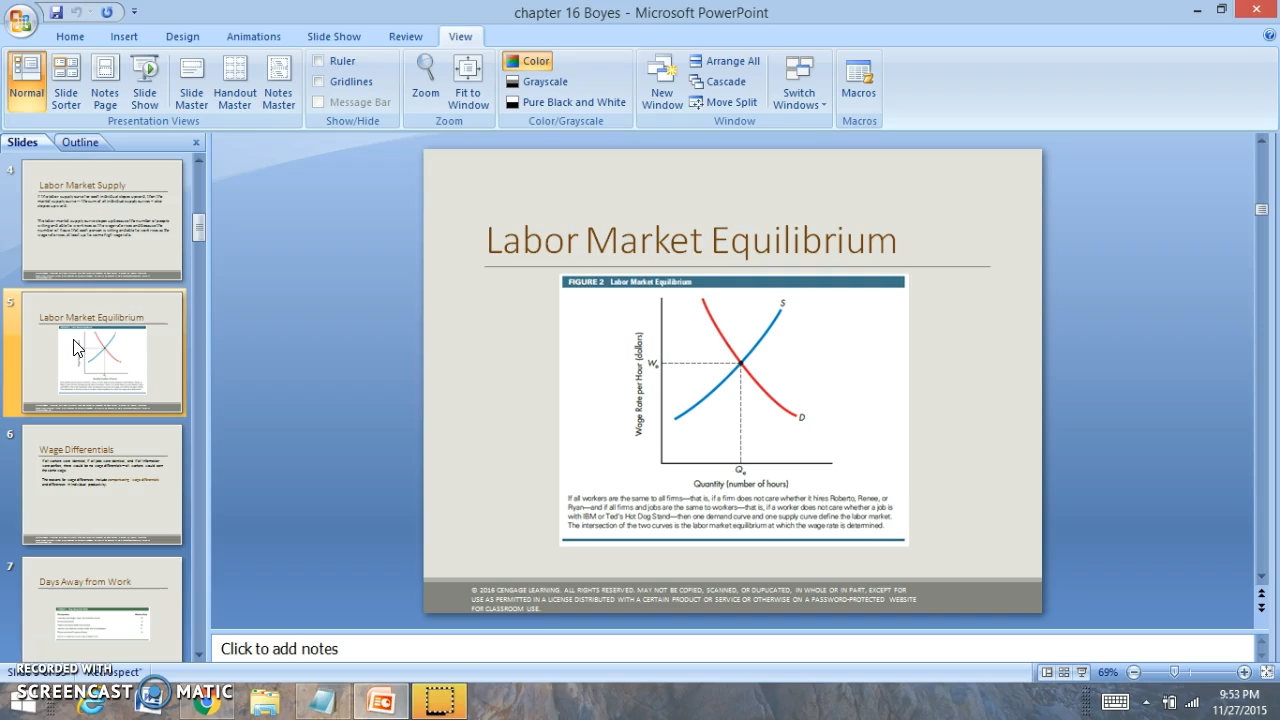 chapter 16 Boyes - Microsoft PowerPoint
Home Insert Design Animations Slide Show Review View
Normal Slide Sorter Notes Page Slide Show Slide Master Handout Master Notes Master
Presentation Views
Ruler
Gridlines
Message Bar
Show/Hide
Zoom Fit to Window
Zoom
Color
Grayscale
Pure Black and White
Color/Grayscale
New Window
Arrange All
Cascade
Move Split
Switch Windows
Window
Macros
Macros
Slides Outline
4
Labor Market Supply
5
Labor Market Equilibrium
6
Wage Differentials
7
Days Away from Work
Labor Market Equilibrium
FIGURE 2 Labor Market Equilibrium
S
Wage Rate per Hour (dollars)
We
D
Qe
Quantity (number of hours)
If all workers are the same to all firms—that is, if a firm does not care whether it hires Roberto, Renee, or
Ryan—and if all firms and jobs are the same to workers—that is, if a worker does not care whether a job is
with IBM or Ted's Hot Dog Stand—then one demand curve and one supply curve define the labor market.
The intersection of the two curves is the labor market equilibrium at which the wage rate is determined.
© 2016 CENGAGE LEARNING. ALL RIGHTS RESERVED. MAY NOT BE COPIED, SCANNED, OR DUPLICATED, IN WHOLE OR IN PART, EXCEPT FOR
USE AS PERMITTED IN A LICENSE DISTRIBUTED WITH A CERTAIN PRODUCT OR SERVICE OR OTHERWISE ON A PASSWORD-PROTECTED WEBSITE
FOR CLASSROOM USE.
Click to add notes
RECORDED WITH
SCREENCAST MATIC
69%
9:53 PM
11/27/2015